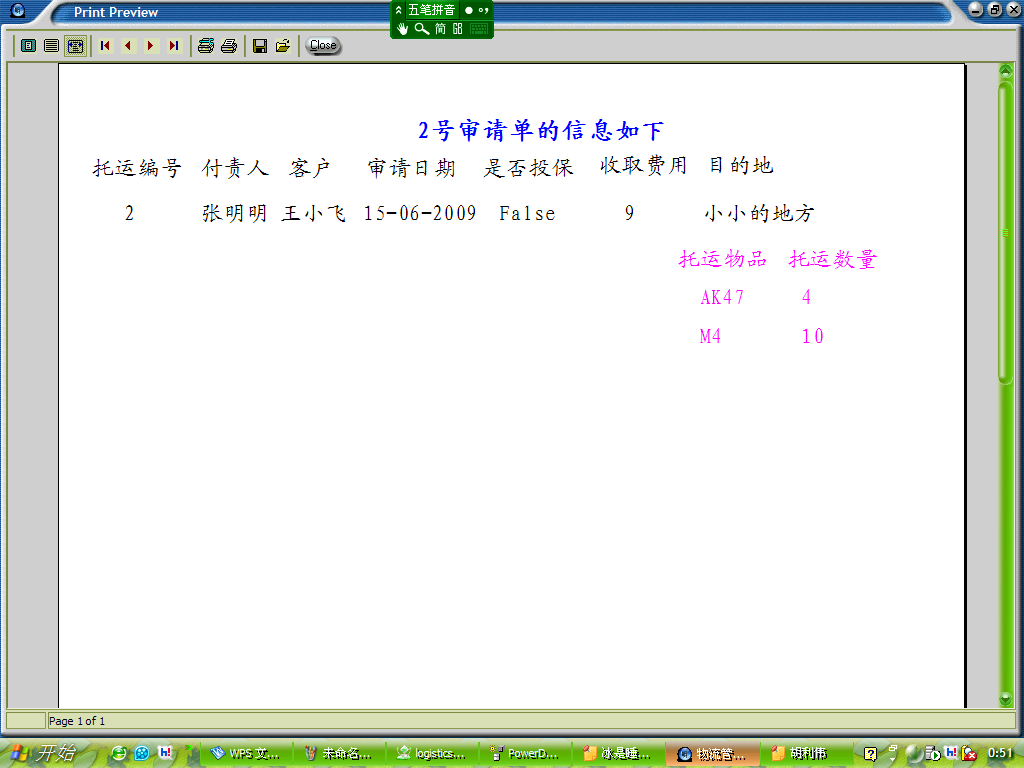 Print Preview
五笔拼音
简
Close
2号审请单的信息如下
托运编号 付责人 客户 审请日期 是否投保 收取费用 目的地
2 张明明 王小飞 15-06-2009 False 9 小小的地方
托运物品 托运数量
AK47 4
M4 10
Page 1 of 1
开始 WPS 文... 未命名... logistics... PowerD... 冰是睡... 物流管... 胡利伟 0:51